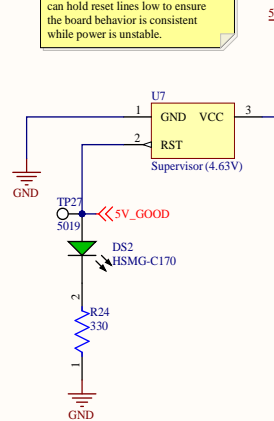 can hold reset lines low to ensure
the board behavior is consistent
while power is unstable.
5
U7
1 GND VCC 3
2 RST
Supervisor (4.63V)
GND
TP27
5019
5V_GOOD
DS2
HSMG-C170
2
R24
330
1
GND